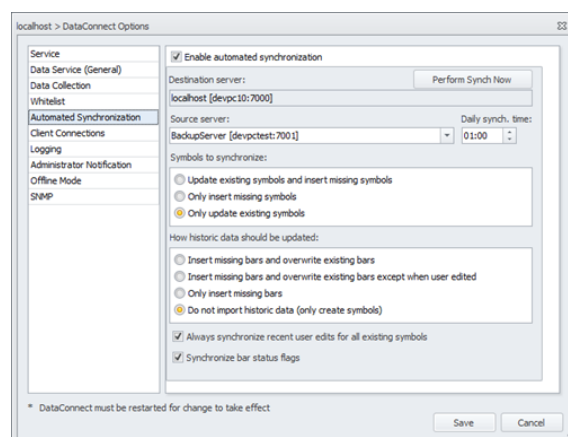 localhost > DataConnect Options
Service
Data Service (General)
Data Collection
Whitelist
Automated Synchronization
Client Connections
Logging
Administrator Notification
Offline Mode
SNMP
Enable automated synchronization
Destination server:
Perform Synch Now
localhost [devpc10:7000]
Source server:
Daily synch. time:
BackupServer [devpctest:7001]
01:00
Symbols to synchronize:
Update existing symbols and insert missing symbols
Only insert missing symbols
Only update existing symbols
How historic data should be updated:
Insert missing bars and overwrite existing bars
Insert missing bars and overwrite existing bars except when user edited
Only insert missing bars
Do not import historic data (only create symbols)
Always synchronize recent user edits for all existing symbols
Synchronize bar status flags
* DataConnect must be restarted for change to take effect
Save
Cancel